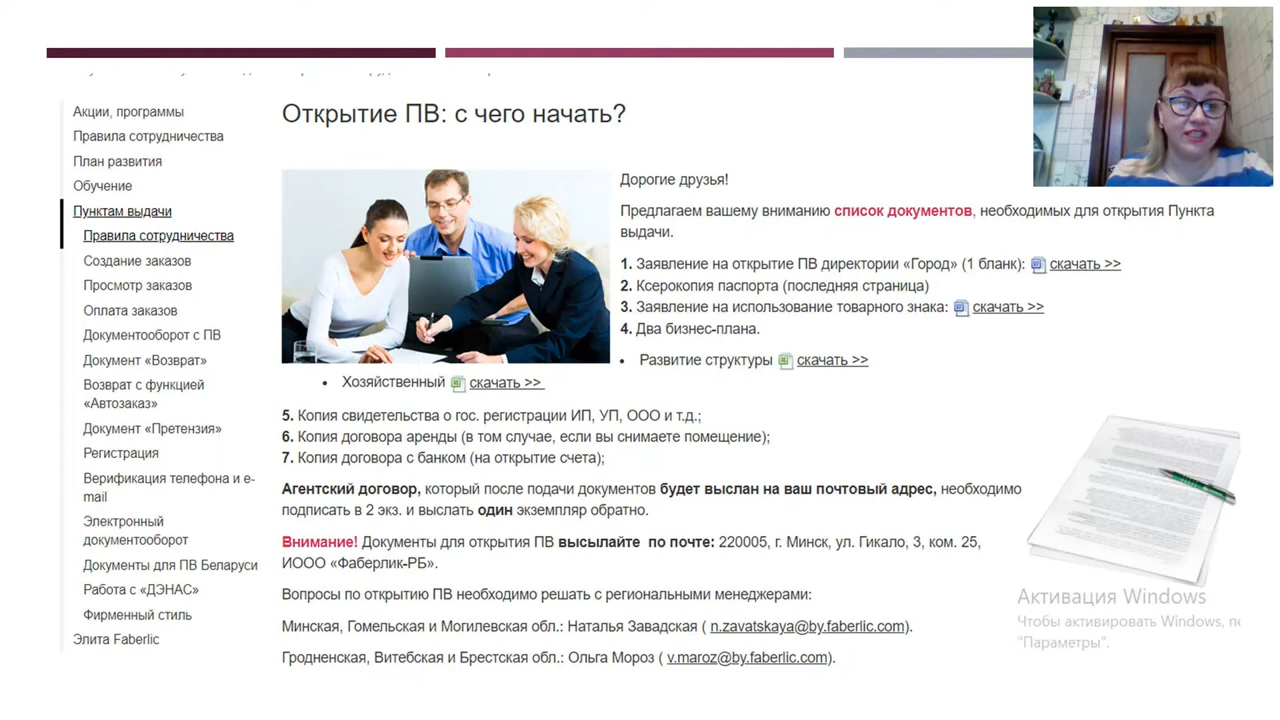 Акции, программы
Правила сотрудничества
План развития
Обучение
Пунктам выдачи
Правила сотрудничества
Создание заказов
Просмотр заказов
Оплата заказов
Документооборот с ПВ
Документ «Возврат»
Возврат с функцией
«Автозаказ»
Документ «Претензия»
Регистрация
Верификация телефона и e-
mail
Электронный
документооборот
Документы для ПВ Беларуси
Работа с «ДЭНАС»
Фирменный стиль
Элита Faberlic
Открытие ПВ: с чего начать?
Дорогие друзья!
Предлагаем вашему вниманию список документов, необходимых для открытия Пункта
выдачи.
1. Заявление на открытие ПВ директории «Город» (1 бланк): скачать >>
2. Ксерокопия паспорта (последняя страница)
3. Заявление на использование товарного знака: скачать >>
4. Два бизнес-плана.
• Развитие структуры скачать >>
• Хозяйственный скачать >>
5. Копия свидетельства о гос. регистрации ИП, УП, ООО и т.д.;
6. Копия договора аренды (в том случае, если вы снимаете помещение);
7. Копия договора с банком (на открытие счета);
Агентский договор, который после подачи документов будет выслан на ваш почтовый адрес, необходимо
подписать в 2 экз. и выслать один экземпляр обратно.
Внимание! Документы для открытия ПВ высылайте по почте: 220005, г. Минск, ул. Гикало, 3, ком. 25,
ИООО «Фаберлик-РБ».
Вопросы по открытию ПВ необходимо решать с региональными менеджерами:
Минская, Гомельская и Могилевская обл.: Наталья Завадская ( n.zavatskaya@by.faberlic.com).
Гродненская, Витебская и Брестская обл.: Ольга Мороз ( v.maroz@by.faberlic.com).
Активация Windows
Чтобы активировать Windows, пе
"Параметры".